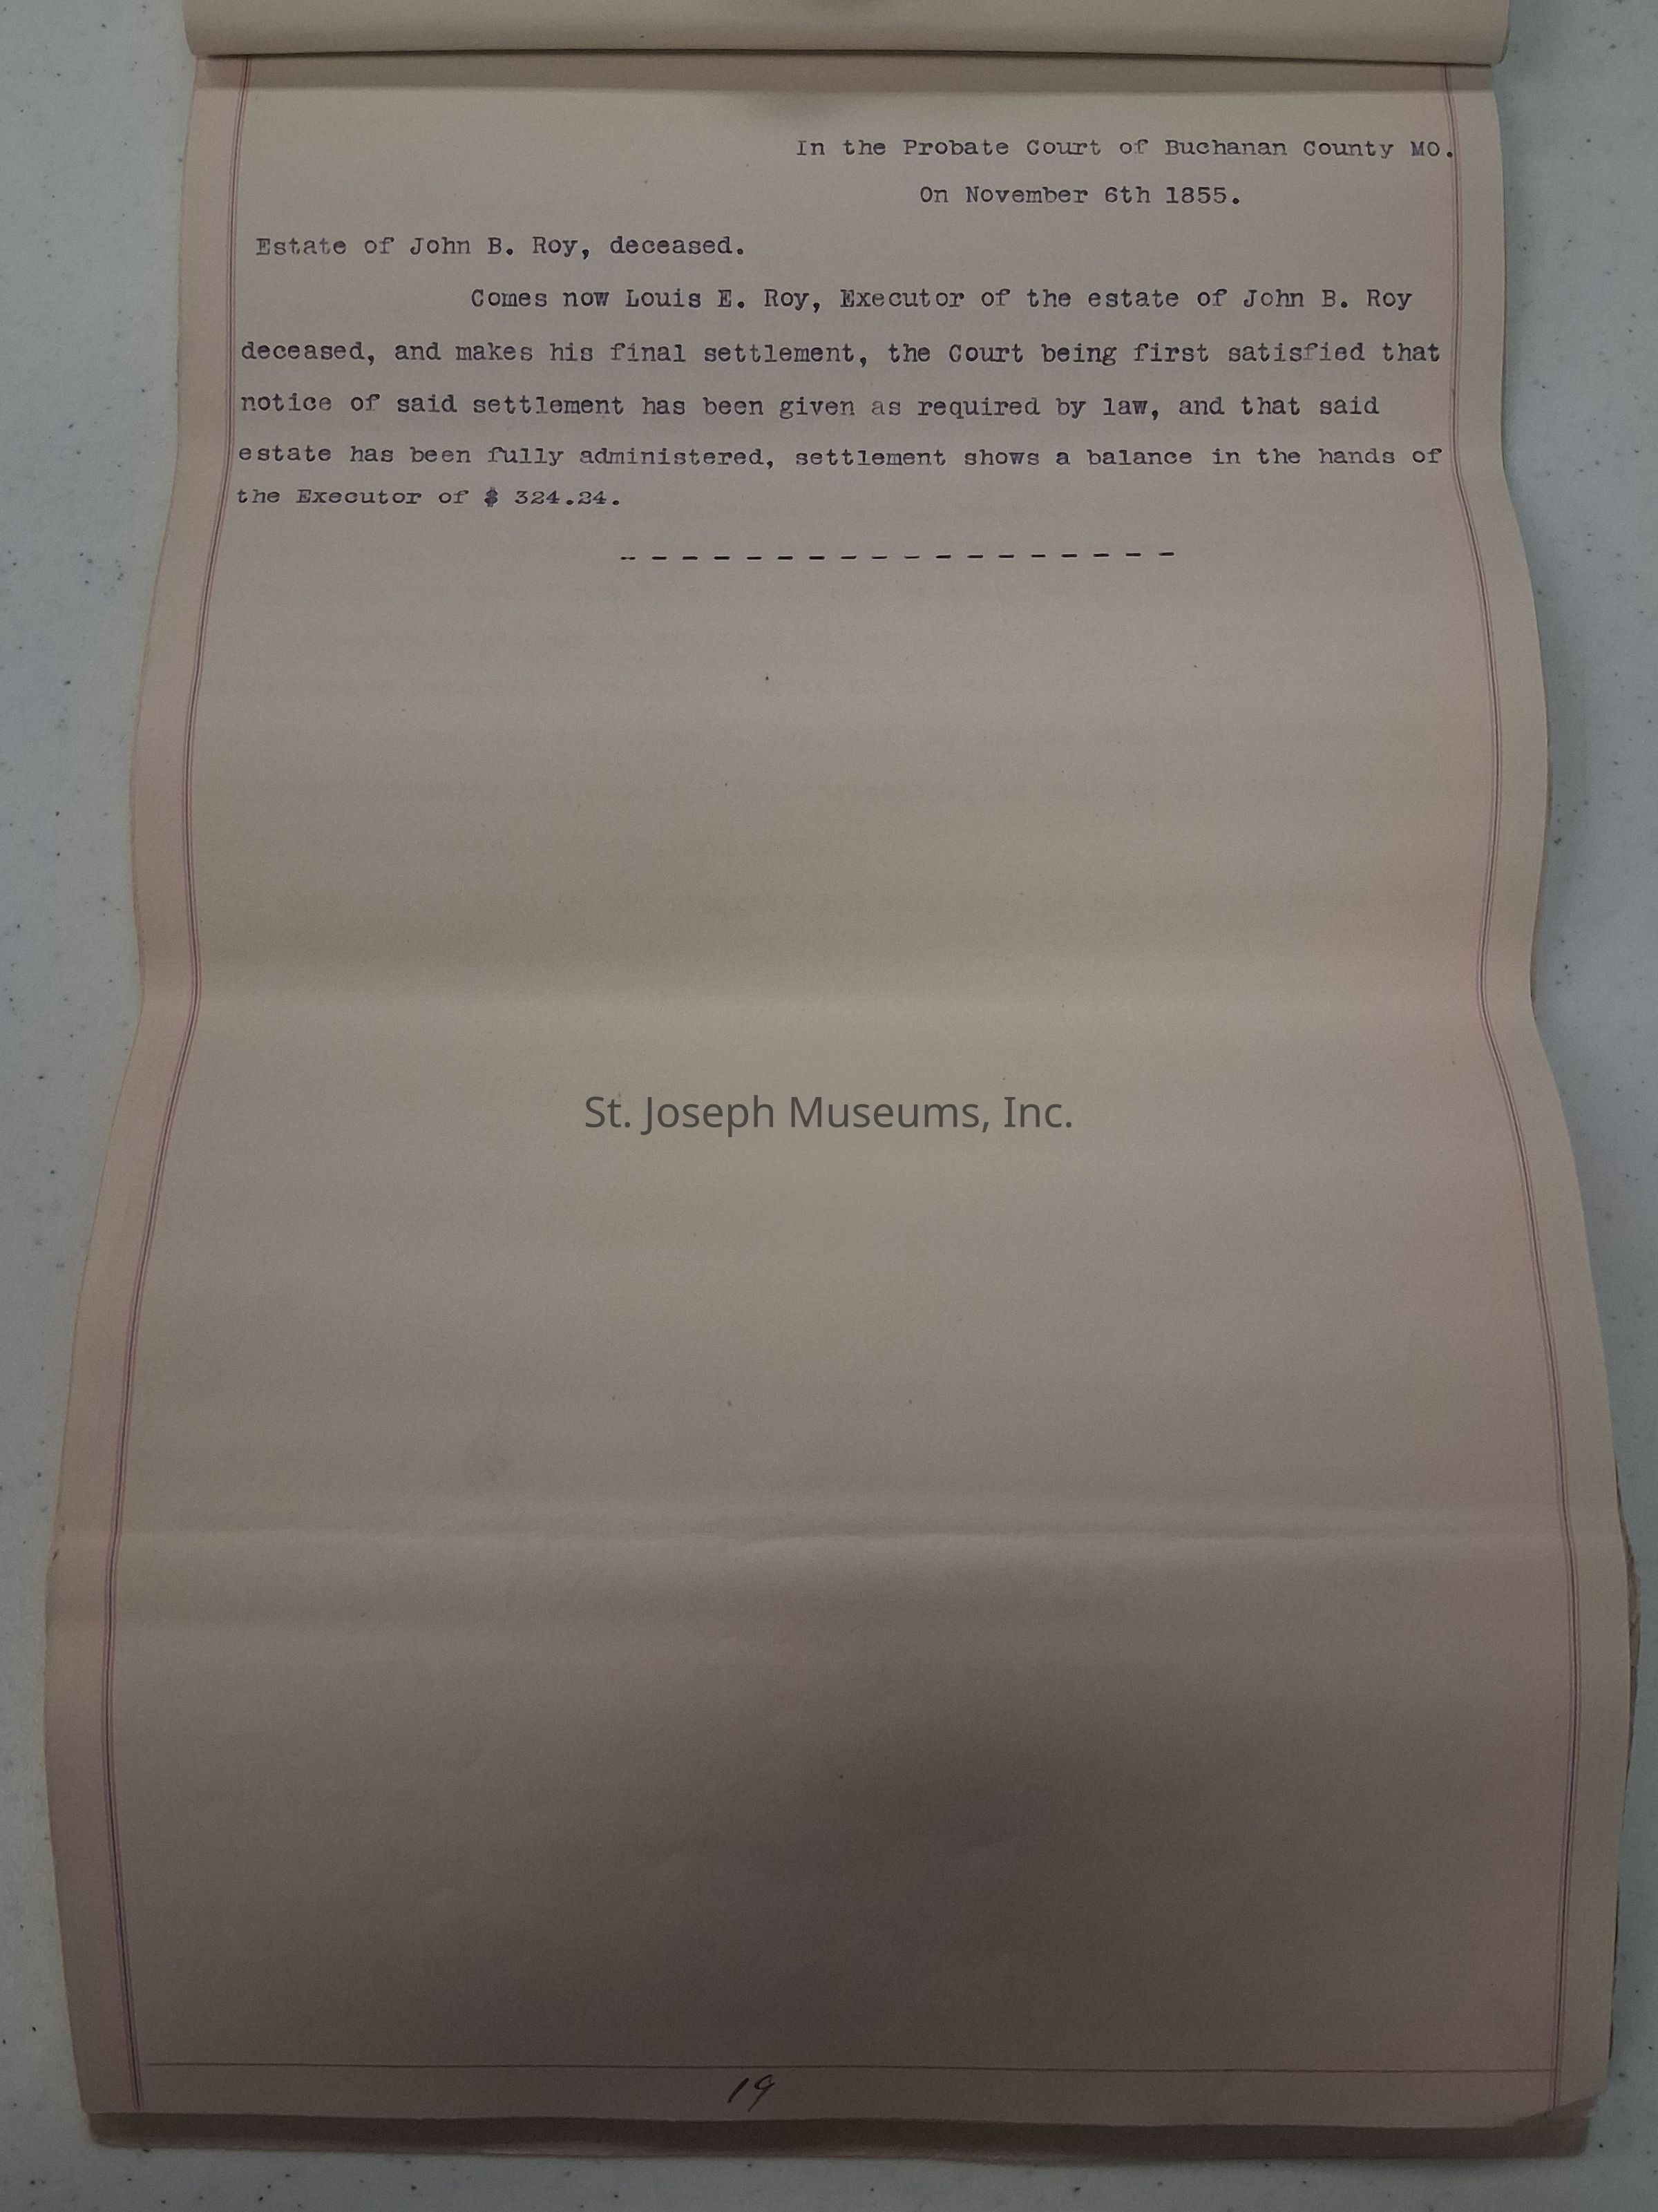 In the Probate Court of Buchanan County MO.
On November 6th 1855.
Estate of John B. Roy, deceased.
Comes now Louis E. Roy, Executor of the estate of John B. Roy
deceased, and makes his final settlement, the Court being first satisfied that
notice of said settlement has been given as required by law, and that said
estate has been fully administered, settlement shows a balance in the hands of
the Executor of $ 324.24.
- - - - - - - - - - - - - - - - - -
St. Joseph Museums, Inc.
19